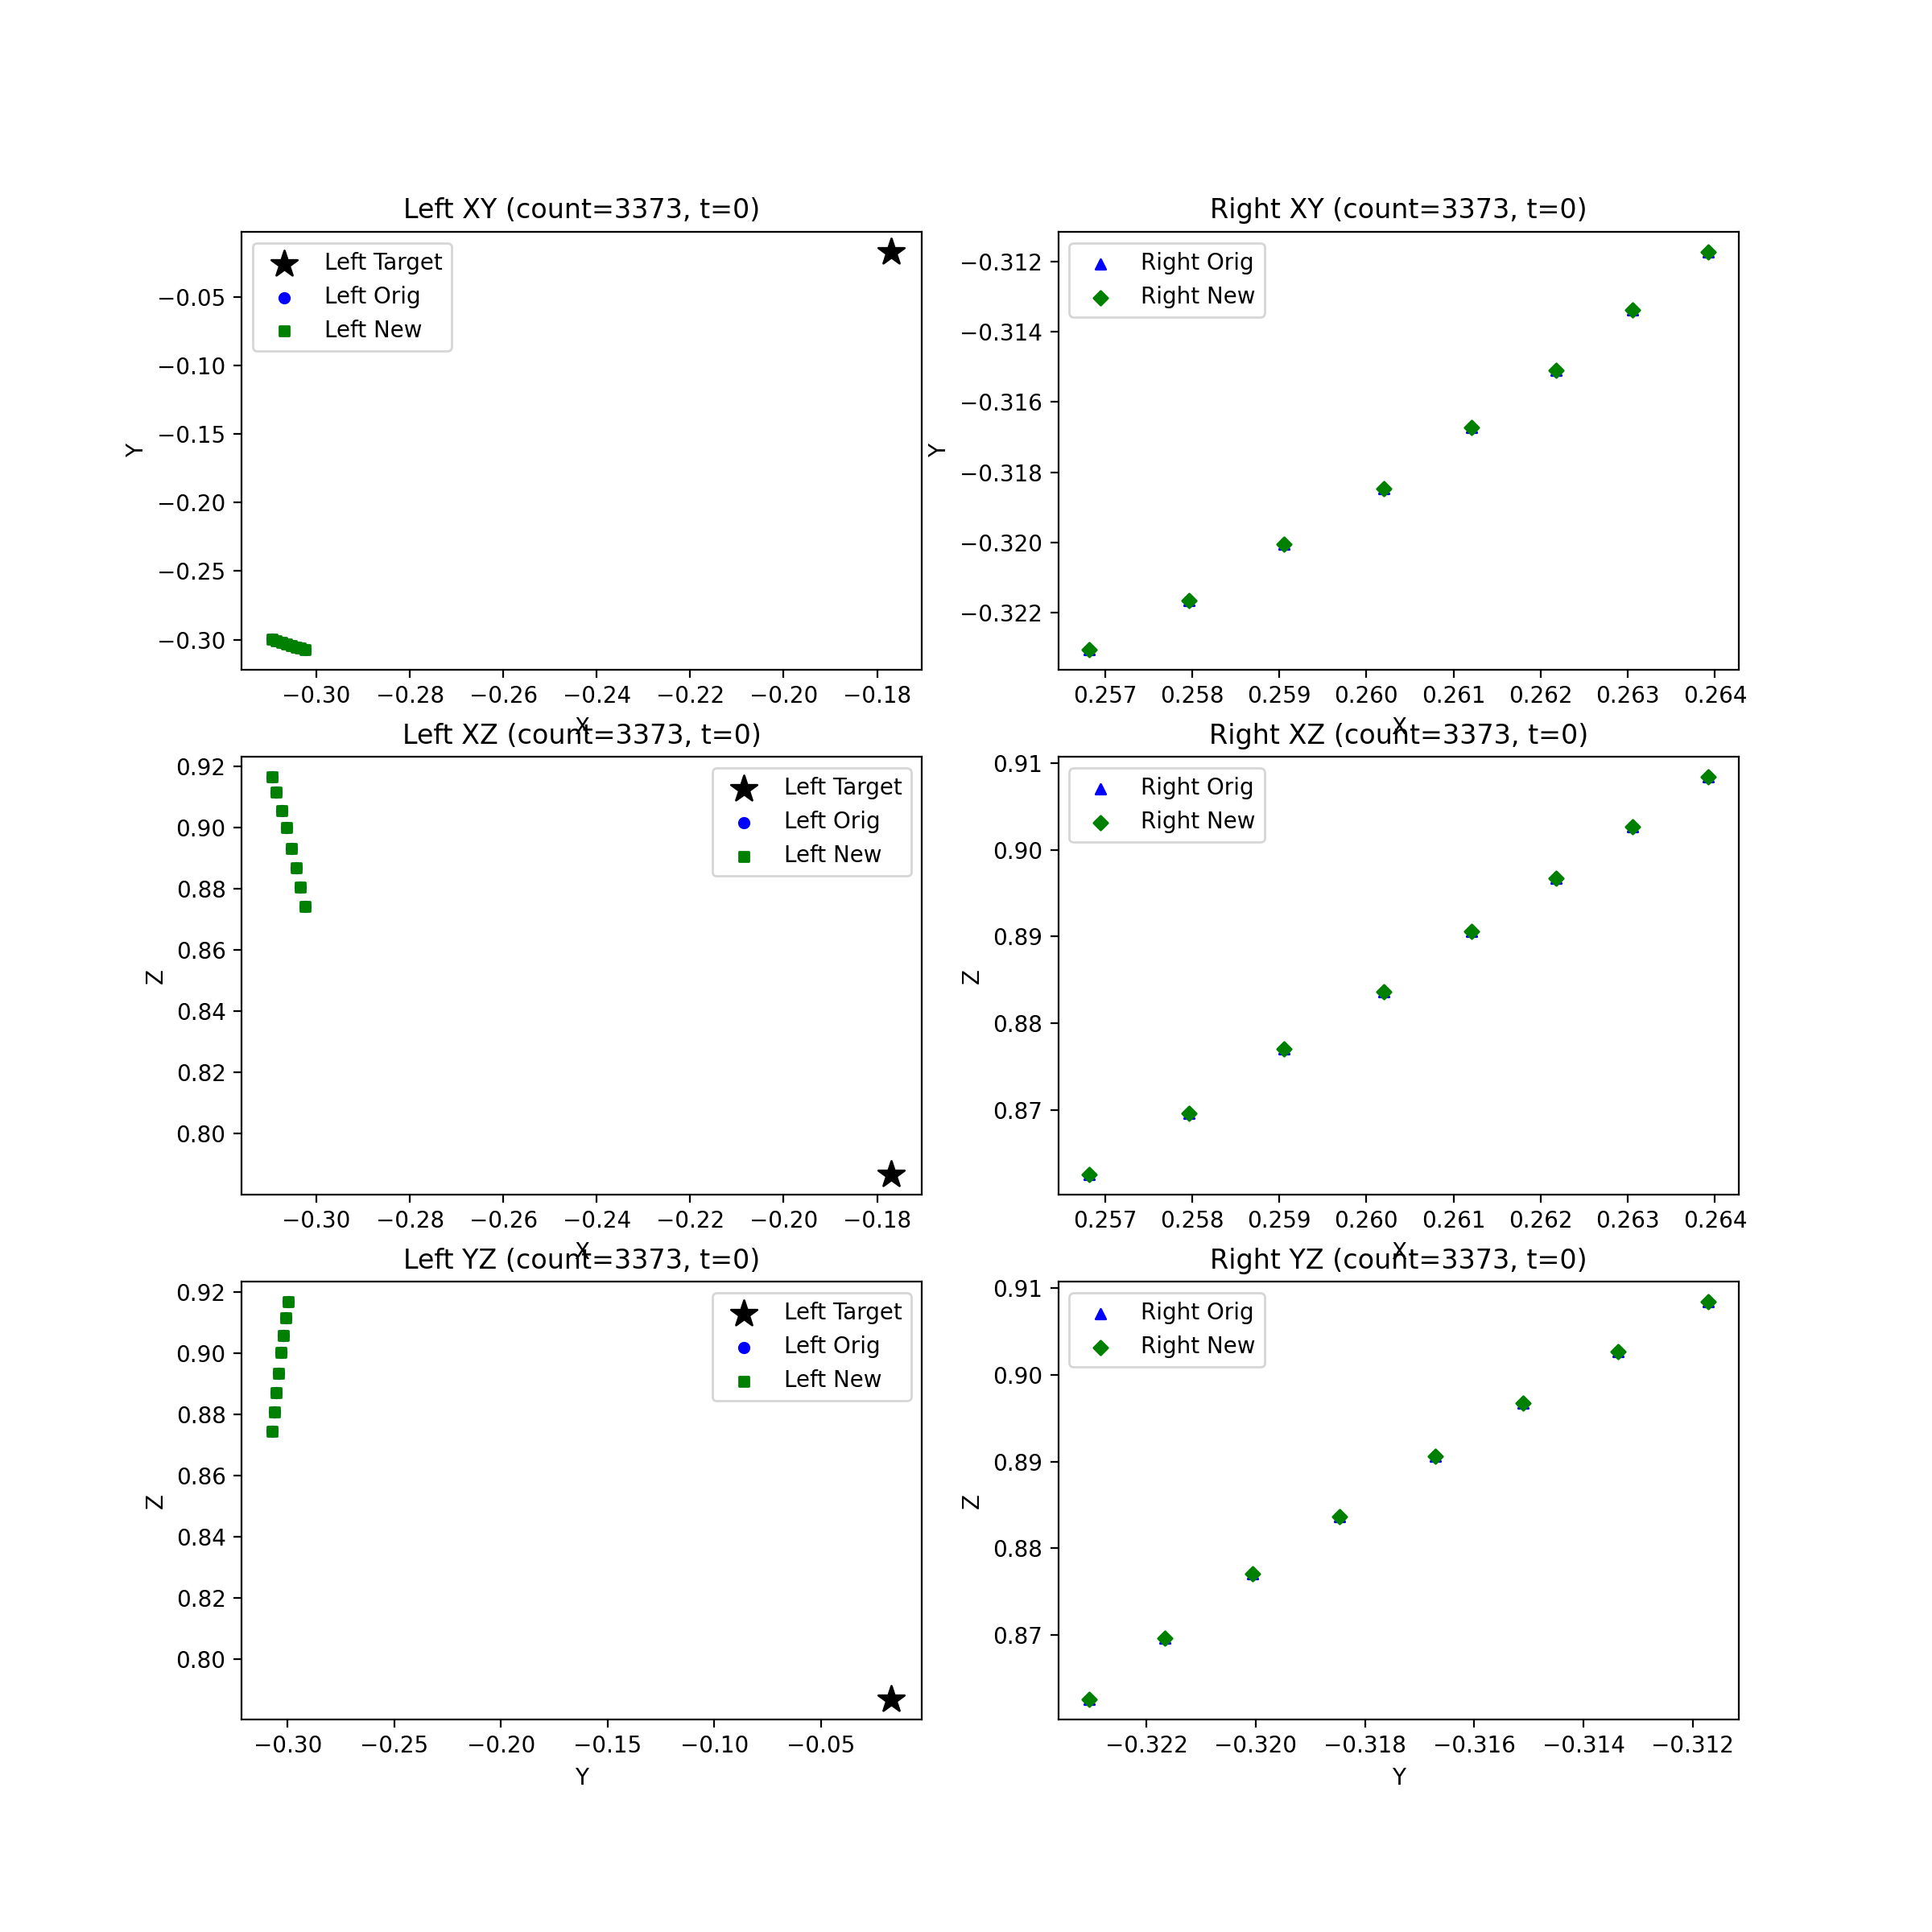 Left XY (count=3373, t=0)
Left Target
Left Orig
Left New
Y
−0.05
−0.10
−0.15
−0.20
−0.25
−0.30
−0.30 −0.28 −0.26 −0.24 −0.22 −0.20 −0.18
X
Right XY (count=3373, t=0)
Right Orig
Right New
Y
−0.312
−0.314
−0.316
−0.318
−0.320
−0.322
0.257 0.258 0.259 0.260 0.261 0.262 0.263 0.264
X
Left XZ (count=3373, t=0)
Left Target
Left Orig
Left New
Z
0.92
0.90
0.88
0.86
0.84
0.82
0.80
−0.30 −0.28 −0.26 −0.24 −0.22 −0.20 −0.18
X
Right XZ (count=3373, t=0)
Right Orig
Right New
Z
0.91
0.90
0.89
0.88
0.87
0.257 0.258 0.259 0.260 0.261 0.262 0.263 0.264
X
Left YZ (count=3373, t=0)
Left Target
Left Orig
Left New
Z
0.92
0.90
0.88
0.86
0.84
0.82
0.80
−0.30 −0.25 −0.20 −0.15 −0.10 −0.05
Y
Right YZ (count=3373, t=0)
Right Orig
Right New
Z
0.91
0.90
0.89
0.88
0.87
−0.322 −0.320 −0.318 −0.316 −0.314 −0.312
Y